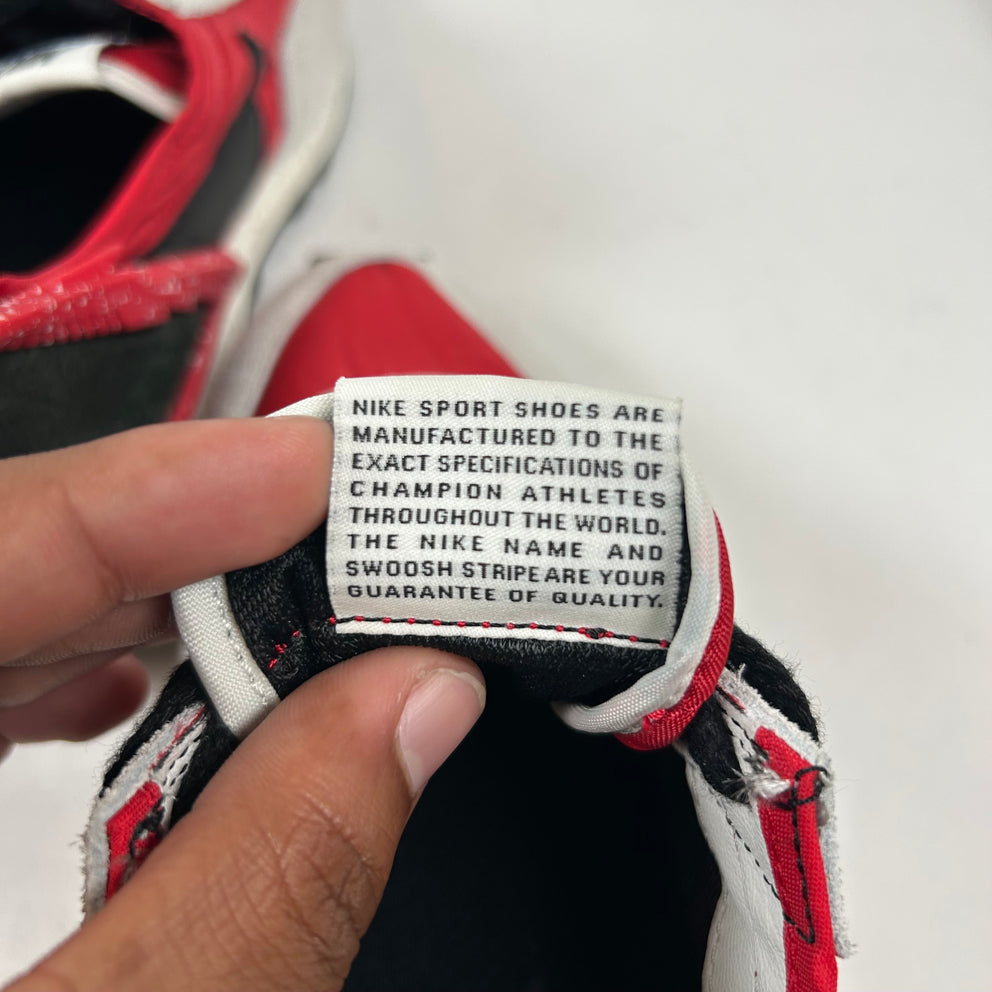 NIKE SPORT SHOES ARE
MANUFACTURED TO THE
EXACT SPECIFICATIONS OF
CHAMPION ATHLETES
THROUGHOUT THE WORLD.
THE NIKE NAME AND
SWOOSH STRIPE ARE YOUR
GUARANTEE OF QUALITY.